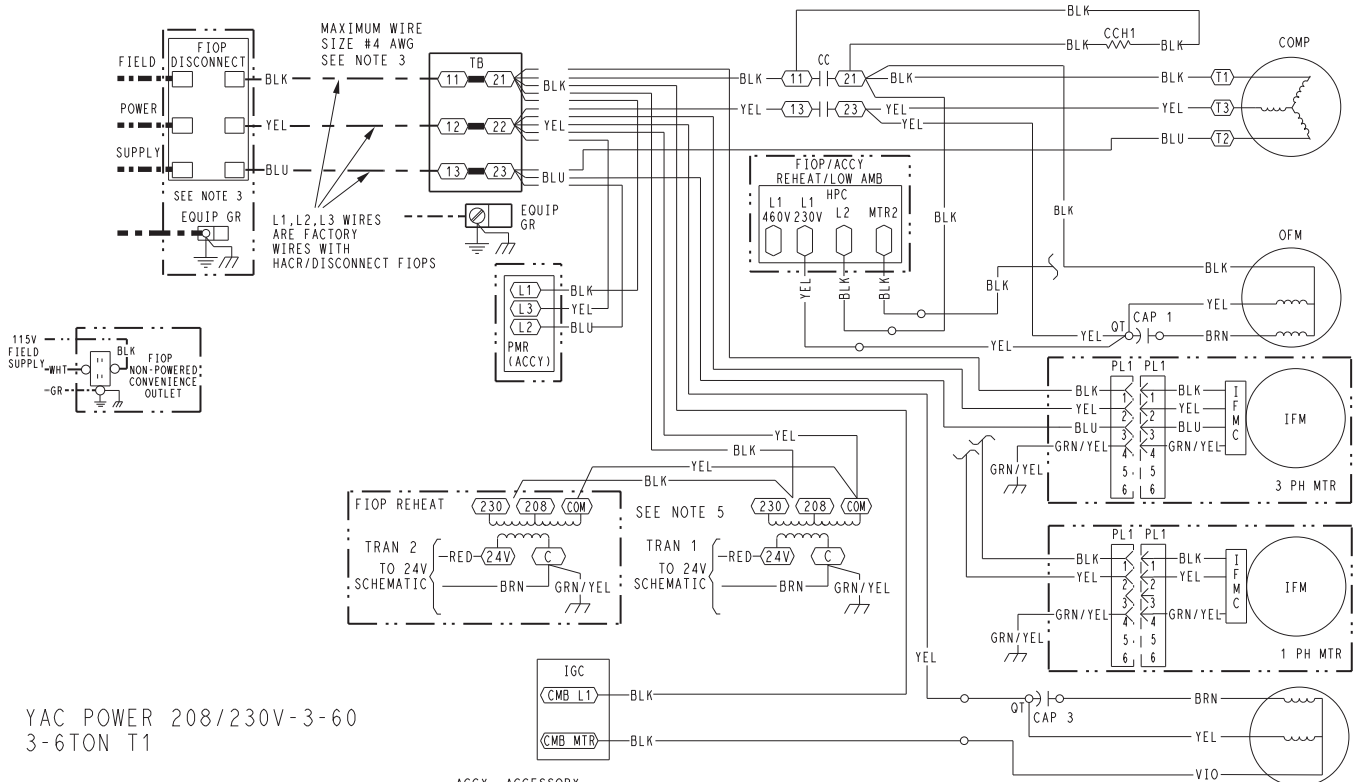 MAXIMUM WIRE
SIZE #4 AWG
SEE NOTE 3
FIOP
DISCONNECT
FIELD
POWER
SUPPLY
BLK
YEL
BLU
SEE NOTE 3
EQUIP GR
L1,L2,L3 WIRES
ARE FACTORY
WIRES WITH
HACR/DISCONNECT FIOPS
TB
11 21
12 22
13 23
BLK
YEL
BLU
EQUIP
GR
L1 BLK
L3 YEL
L2 BLU
PMR
(ACCY)
BLK
CCH1
BLK BLK
CC
BLK 11 21 BLK
YEL 13 23 YEL
YEL
COMP
BLK T1
YEL T3
BLU T2
FIOP/ACCY
REHEAT/LOW AMB
HPC
L1 L1 L2 MTR2
460V 230V
YEL
BLK
BLK
BLK
BLK
BLK
YEL
OFM
BLK
YEL
YEL QT CAP 1 BRN
115V
FIELD
SUPPLY
BLK
WHT
GR
FIOP
NON-POWERED
CONVENIENCE
OUTLET
PL1 PL1
BLK 1 1 BLK
YEL 2 2 YEL
BLU 3 3 BLU
GRN/YEL 4 4 GRN/YEL
5 5
6 6
GRN/YEL
IFMC
IFM
3 PH MTR
YEL
BLK
YEL
BLK
FIOP REHEAT
230 208 COM
SEE NOTE 5
230 208 COM
TRAN 2
TO 24V
SCHEMATIC
RED 24V C
BRN
GRN/YEL
TRAN 1
TO 24V
SCHEMATIC
RED 24V C
BRN
GRN/YEL
PL1 PL1
BLK 1 1 BLK
YEL 2 2 YEL
3 3
GRN/YEL 4 4 GRN/YEL
5 5
6 6
GRN/YEL
IFMC
IFM
1 PH MTR
YEL
IGC
CMB L1 BLK
CMB MTR BLK
QT CAP 3
BRN
YEL
VIO
YAC POWER 208/230V-3-60
3-6TON T1